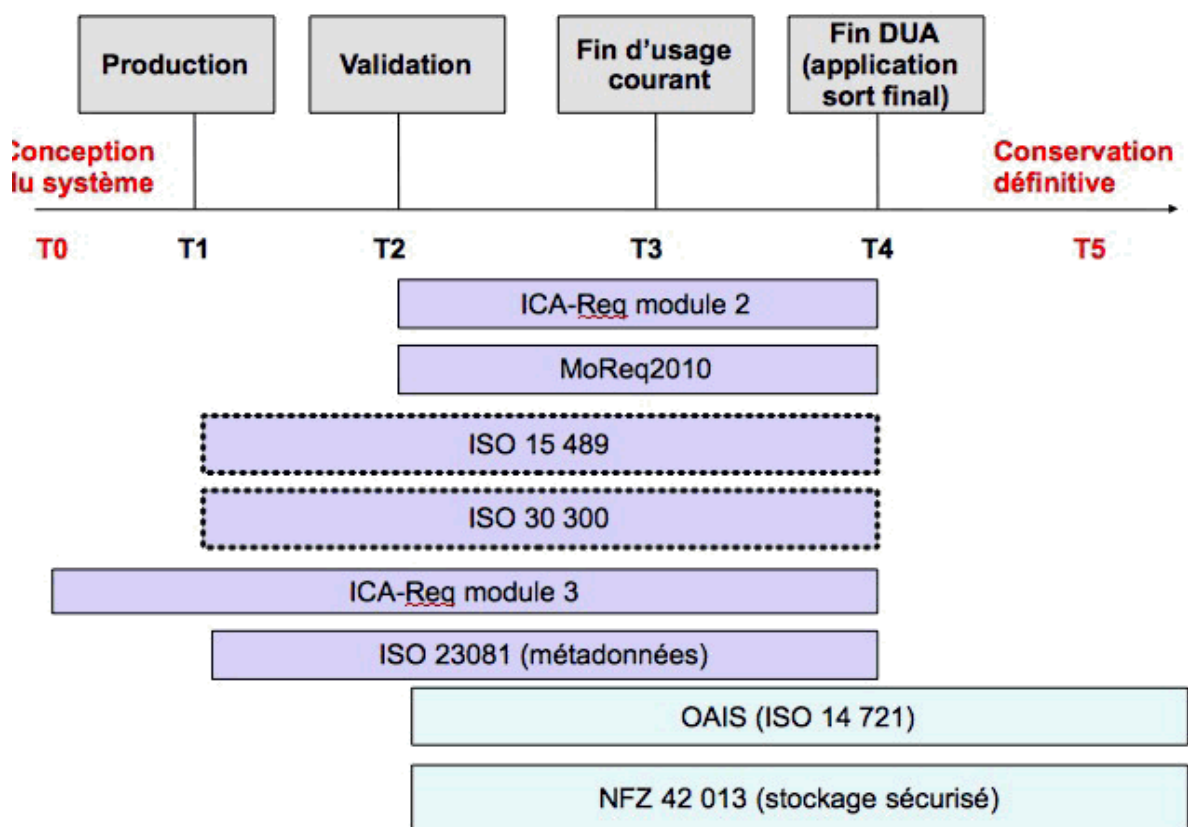 Production
Validation
Fin d'usage
courant
Fin DUA
(application
sort final)
Conception
du système
Conservation
définitive
T0
T1
T2
T3
T4
T5
ICA-Req module 2
MoReq2010
ISO 15 489
ISO 30 300
ICA-Req module 3
ISO 23081 (métadonnées)
OAIS (ISO 14 721)
NFZ 42 013 (stockage sécurisé)